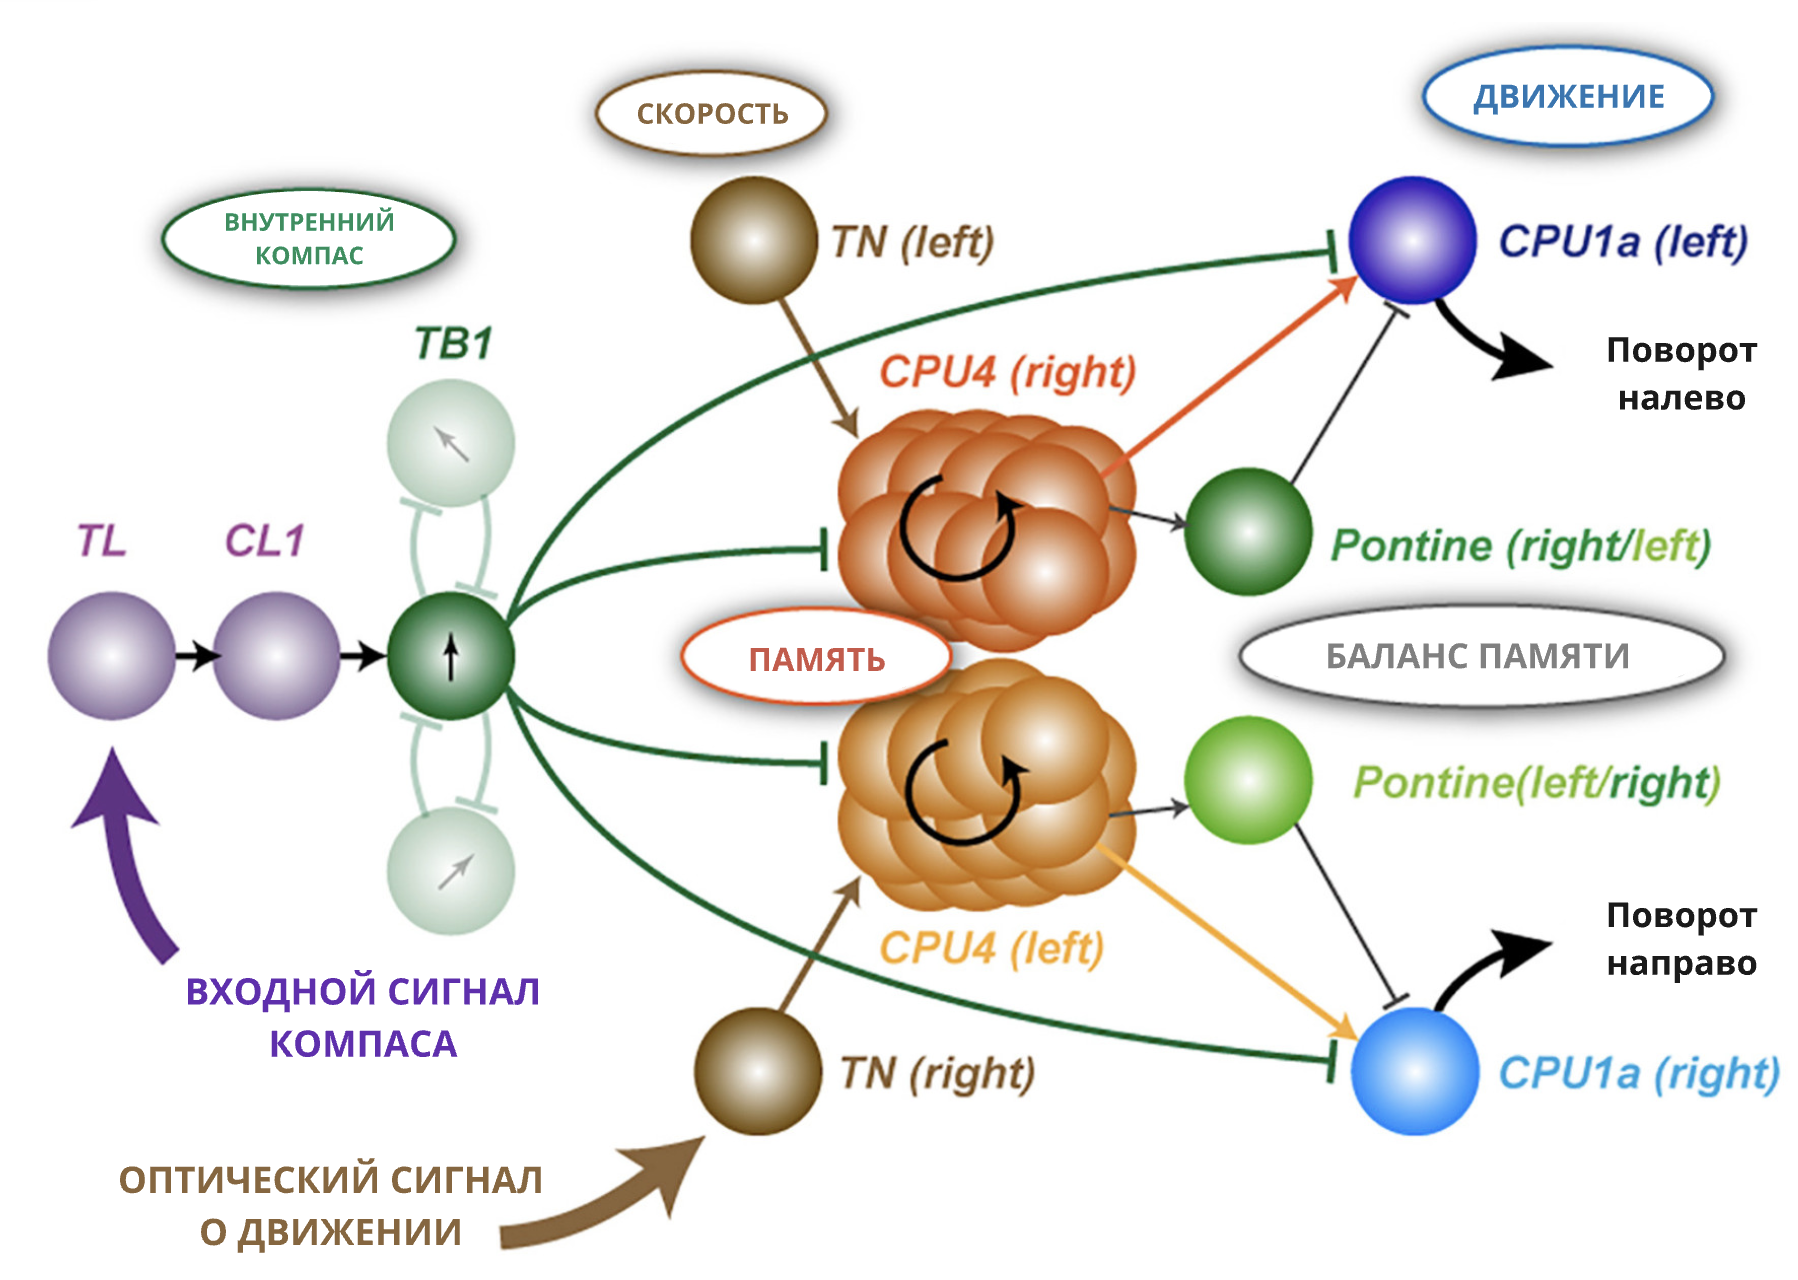 СКОРОСТЬ
ДВИЖЕНИЕ
ВНУТРЕННИЙ
КОМПАС
TN (left)
CPU1a (left)
TB1
CPU4 (right)
Поворот
налево
TL
CL1
Pontine (right/left)
ПАМЯТЬ
БАЛАНС ПАМЯТИ
Pontine(left/right)
CPU4 (left)
Поворот
направо
ВХОДНОЙ СИГНАЛ
КОМПАСА
TN (right)
CPU1a (right)
ОПТИЧЕСКИЙ СИГНАЛ
О ДВИЖЕНИИ